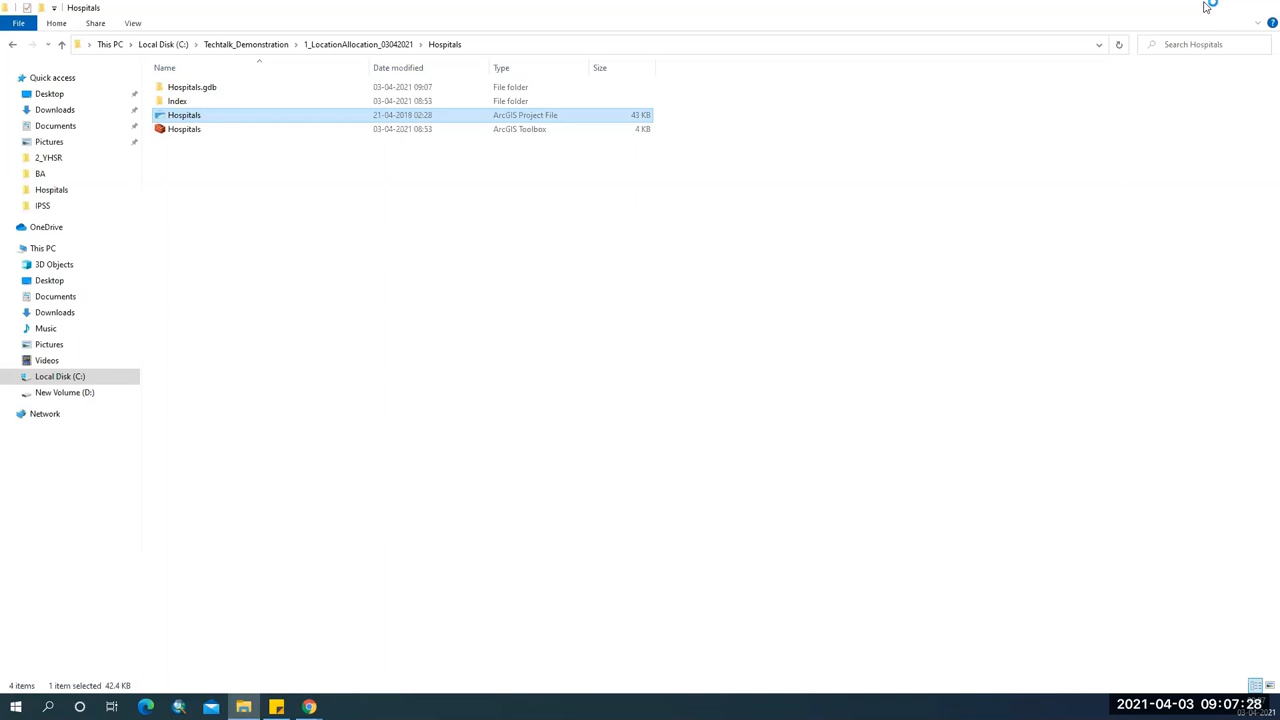 Hospitals
File Home Share View
This PC Local Disk (C:) Techtalk_Demonstration 1_LocationAllocation_03042021 Hospitals Search Hospitals
Name Date modified Type Size
Hospitals.gdb 03-04-2021 09:07 File folder
Index 03-04-2021 08:53 File folder
Hospitals 21-04-2018 02:28 ArcGIS Project File 43 KB
Hospitals 03-04-2021 08:53 ArcGIS Toolbox 4 KB
Quick access
Desktop
Downloads
Documents
Pictures
2_YHSR
BA
Hospitals
IPSS
OneDrive
This PC
3D Objects
Desktop
Documents
Downloads
Music
Pictures
Videos
Local Disk (C:)
New Volume (D:)
Network
4 items 1 item selected 42.4 KB
2021-04-03 09:07:28
03-04-2021